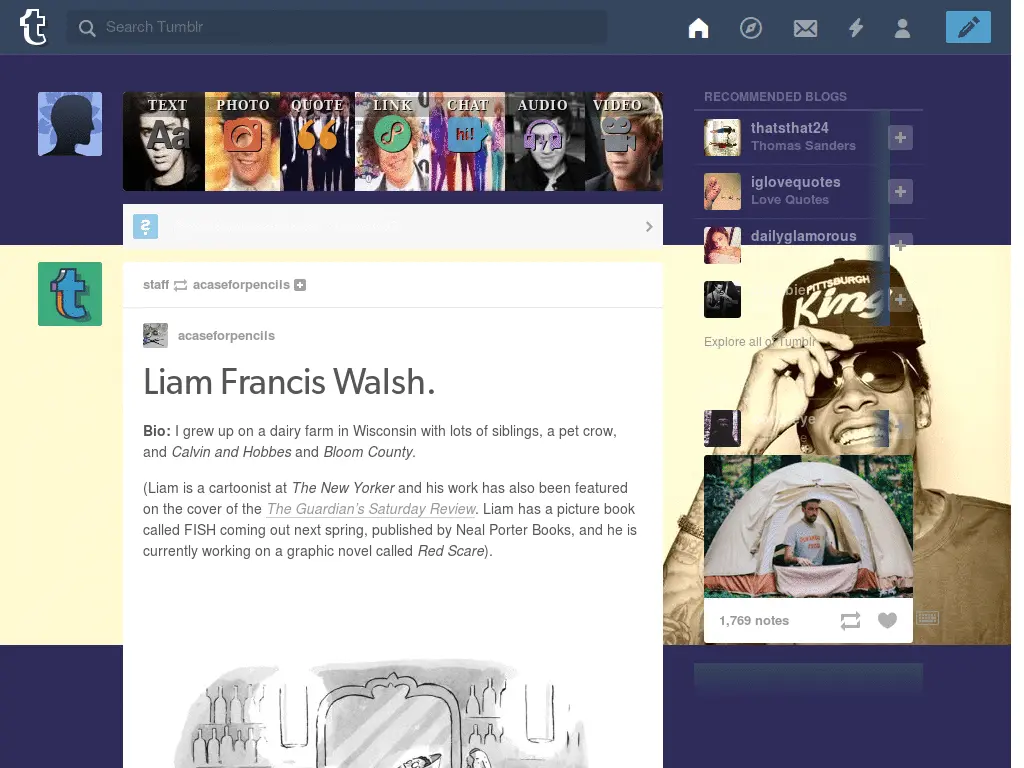 Search Tumblr
TEXT PHOTO QUOTE LINK CHAT AUDIO VIDEO
Aa
hi!
RECOMMENDED BLOGS
thatsthat24
Thomas Sanders
iglovequotes
Love Quotes
dailyglamorous
PITTSBURGH
King
Explore all of Tumblr
staff acaseforpencils
acaseforpencils
Liam Francis Walsh.
Bio: I grew up on a dairy farm in Wisconsin with lots of siblings, a pet crow,
and Calvin and Hobbes and Bloom County.
(Liam is a cartoonist at The New Yorker and his work has also been featured
on the cover of the The Guardian's Saturday Review. Liam has a picture book
called FISH coming out next spring, published by Neal Porter Books, and he is
currently working on a graphic novel called Red Scare).
1,769 notes